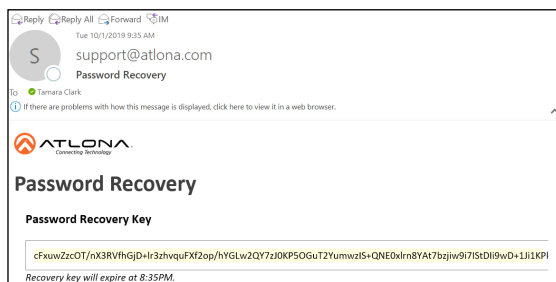 Reply Reply All Forward IM
Tue 10/1/2019 9:35 AM
S
support@atlona.com
Password Recovery
To Tamara Clark
If there are problems with how this message is displayed, click here to view it in a web browser.
ATLONA.
Connecting Technology
Password Recovery
Password Recovery Key
cFxuwZzcOT/nX3RVfhGjD+lr3zhvquFXf2op/hYGLw2QY7zJ0KP5OGuT2YumwzIS+QNE0xlrn8YAt7bzjiw9i7IStDIi9wD+1Ji1KPI
Recovery key will expire at 8:35PM.